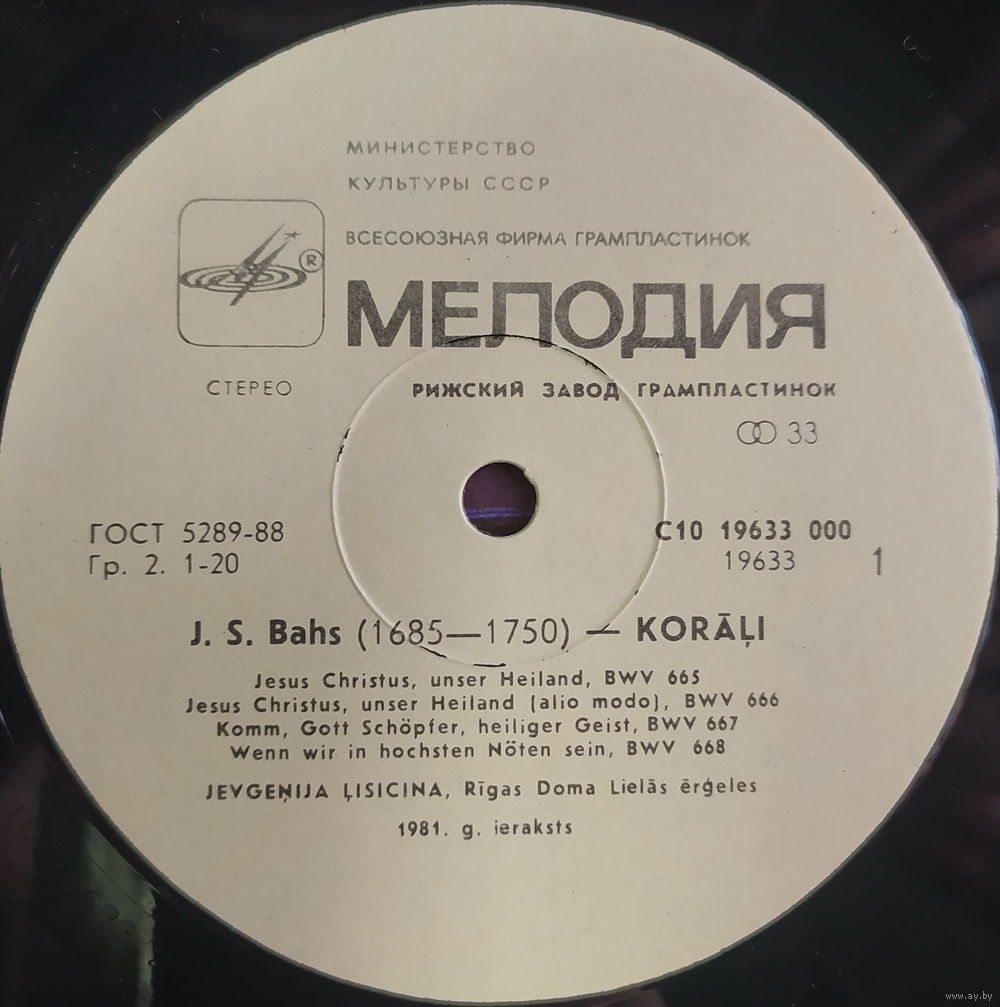 МИНИСТЕРСТВО
КУЛЬТУРЫ СССР
ВСЕСОЮЗНАЯ ФИРМА ГРАМПЛАСТИНОК
®
МЕЛОДИЯ
СТЕРЕО
РИЖСКИЙ ЗАВОД ГРАМПЛАСТИНОК
33
ГОСТ 5289-88
Гр. 2. 1-20
С10 19633 000
19633
1
J. S. Bahs (1685—1750) — KORĀĻI
Jesus Christus, unser Heiland, BWV 665
Jesus Christus, unser Heiland (alio modo), BWV 666
Komm, Gott Schöpfer, heiliger Geist, BWV 667
Wenn wir in hochsten Nöten sein, BWV 668
JEVGEŅIJA ĻISICINA, Rīgas Doma Lielās ērģeles
1981. g. ieraksts
www.ay.by